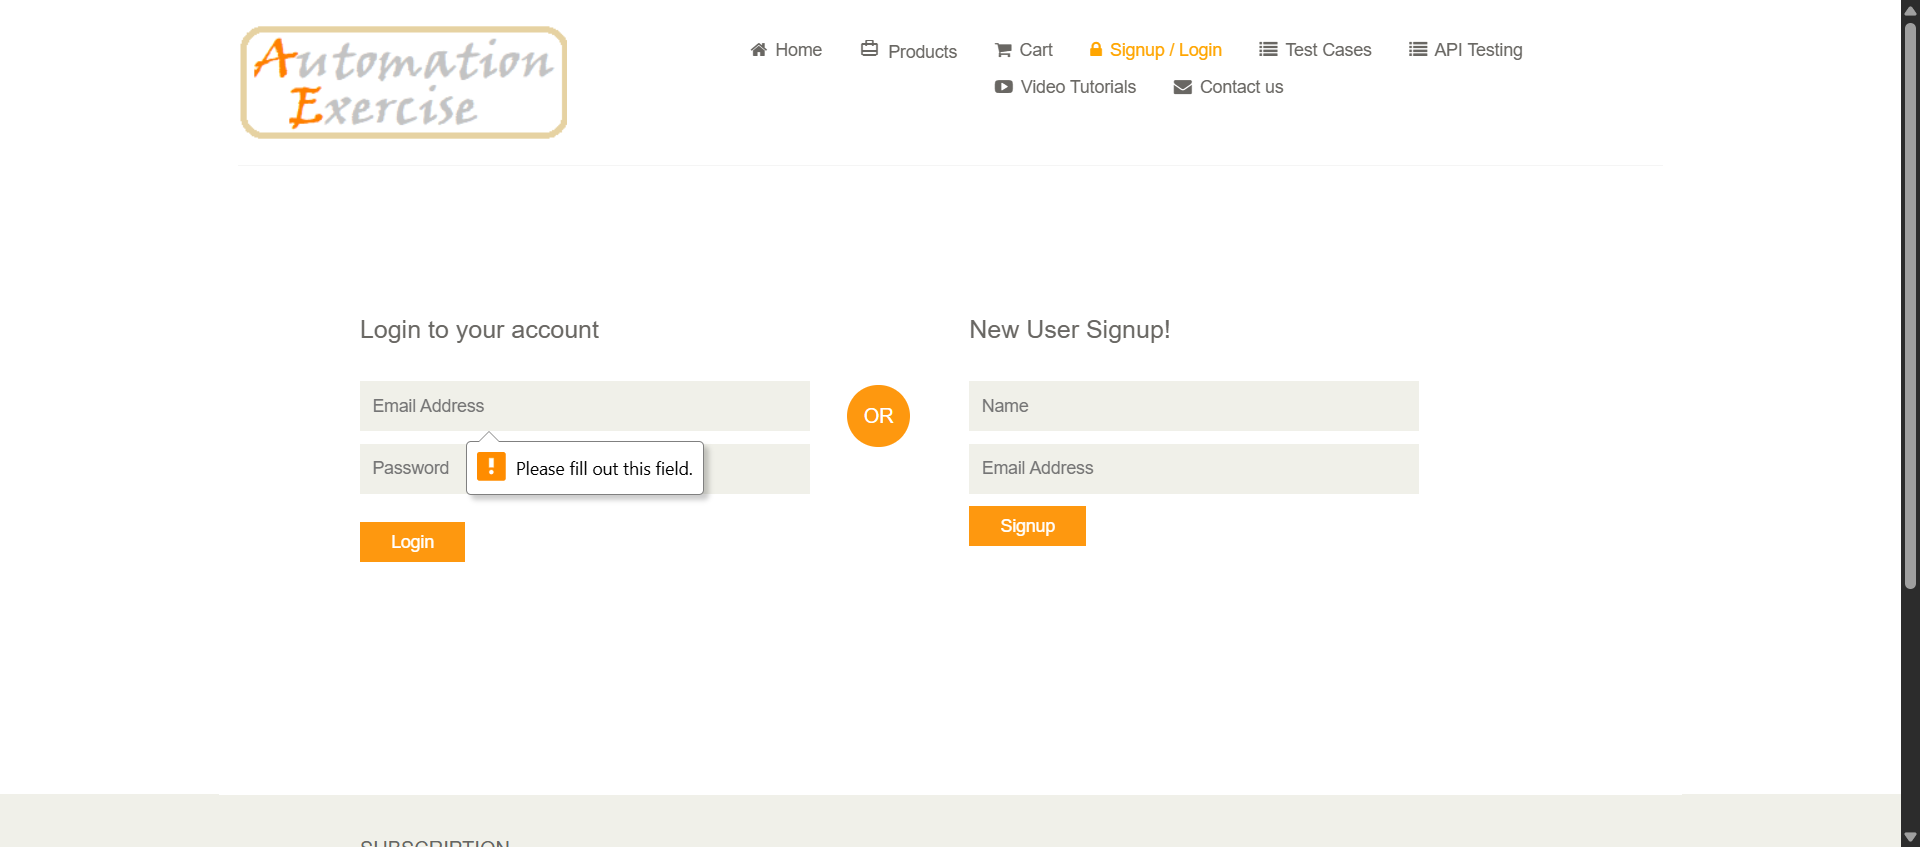 Automation
Exercise
Home
Products
Cart
Signup / Login
Test Cases
API Testing
Video Tutorials
Contact us
Login to your account
Email Address
Password
Please fill out this field.
Login
OR
New User Signup!
Name
Email Address
Signup
SUBSCRIPTION